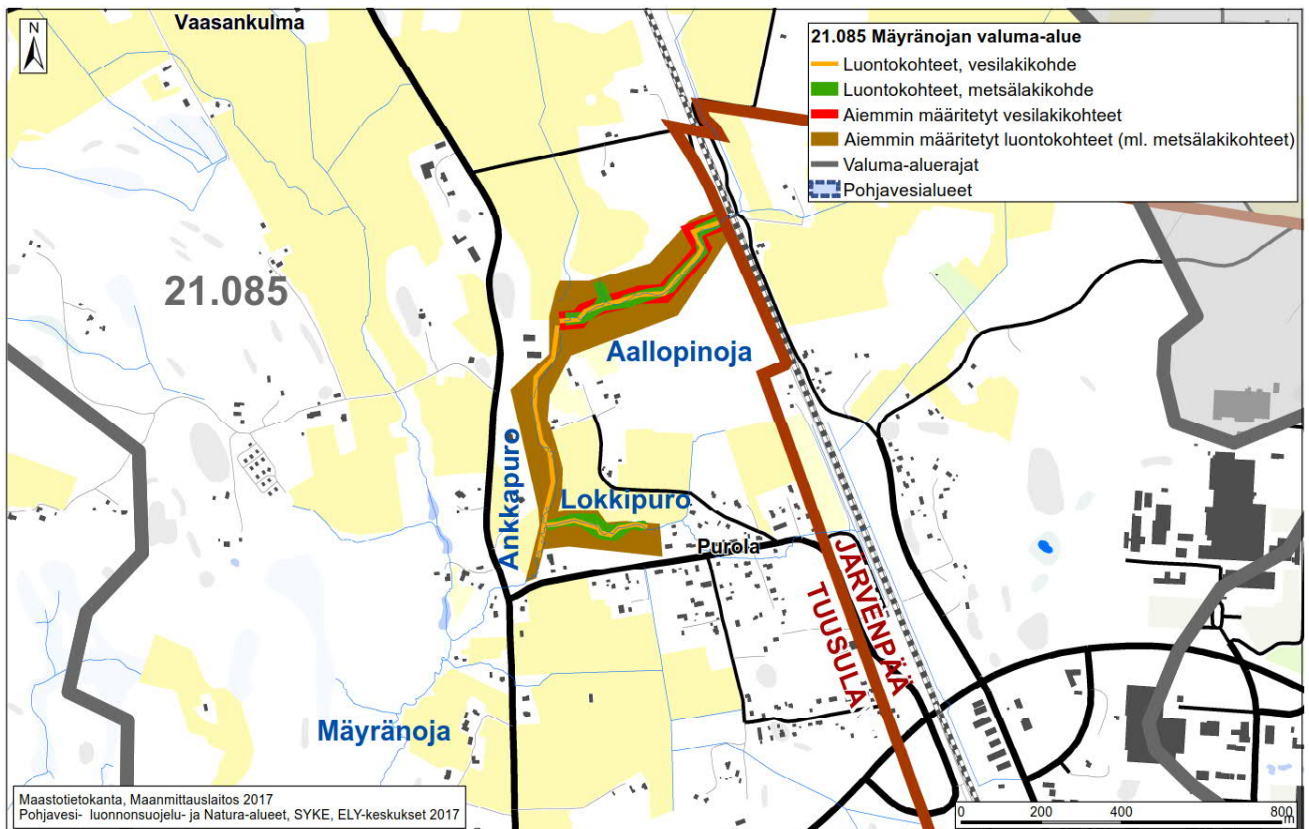 N
Vaasankulma
21.085 Mäyränojan valuma-alue
Luontokohteet, vesilakikohde
Luontokohteet, metsälakikohde
Aiemmin määritetyt vesilakikohteet
Aiemmin määritetyt luontokohteet (ml. metsälakikohteet)
Valuma-aluerajat
Pohjavesialueet
21.085
Aallopinoja
Ankkapuro
Lokkipuro
Purola
JÄRVENPÄÄ
TUUSULA
Mäyränoja
Maastotietokanta, Maanmittauslaitos 2017
Pohjavesi- luonnonsuojelu- ja Natura-alueet, SYKE, ELY-keskukset 2017
0 200 400 800
m